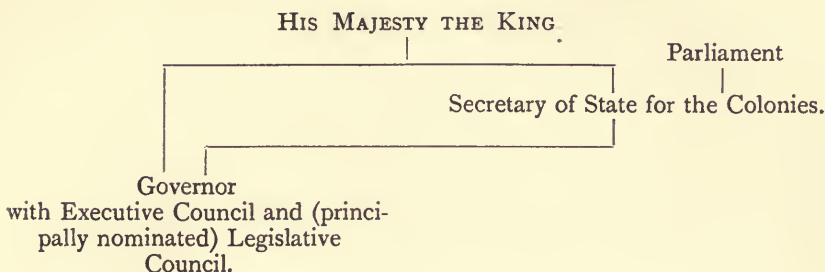 HIS MAJESTY THE KING
Parliament
Secretary of State for the Colonies.
Governor
with Executive Council and (princi-
pally nominated) Legislative
Council.